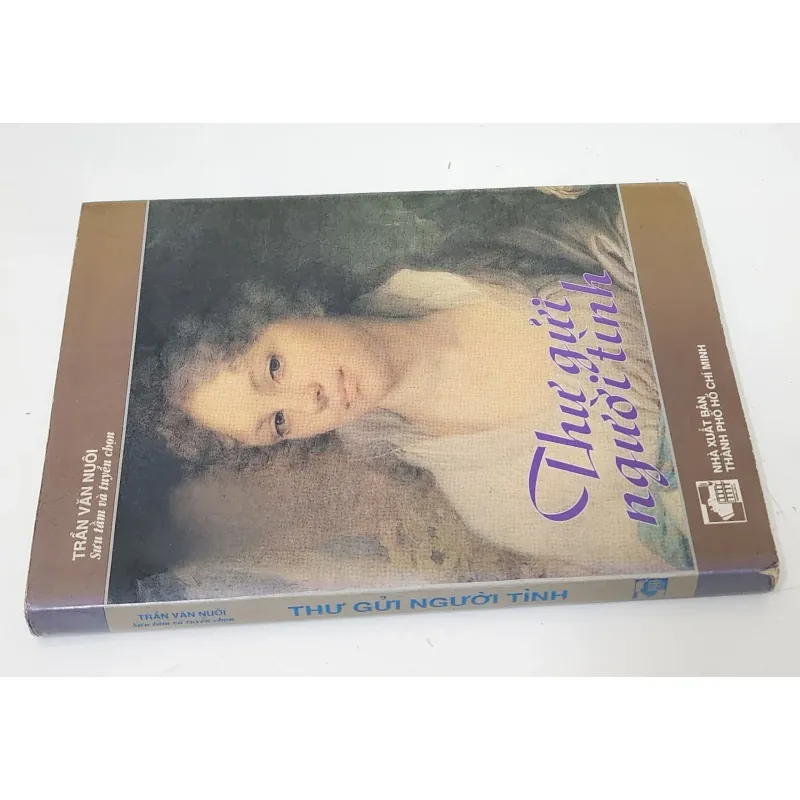 TRẦN VĂN NUÔI
Sưu tầm và tuyển chọn
Thư gửi
người tình
NHÀ XUẤT BẢN
THÀNH PHỐ HỒ CHÍ MINH
TRẦN VĂN NUÔI
Sưu tầm và tuyển chọn
THƯ GỬI NGƯỜI TÌNH